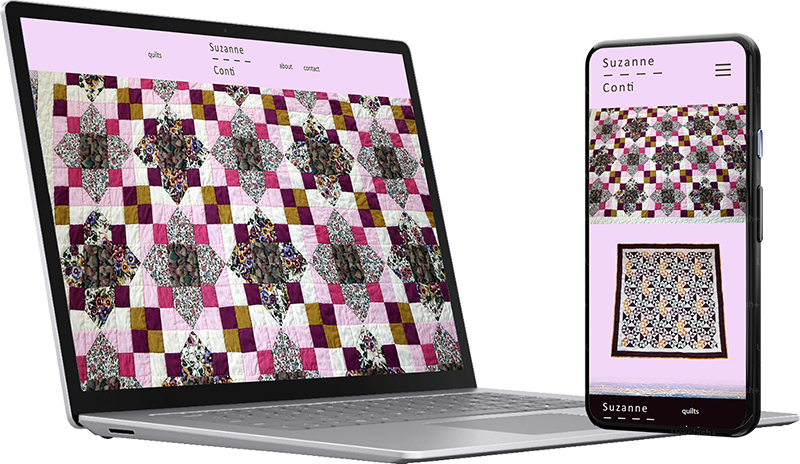 quilts
Suzanne
Conti
about
contact
Suzanne
Conti
Suzanne
quilts